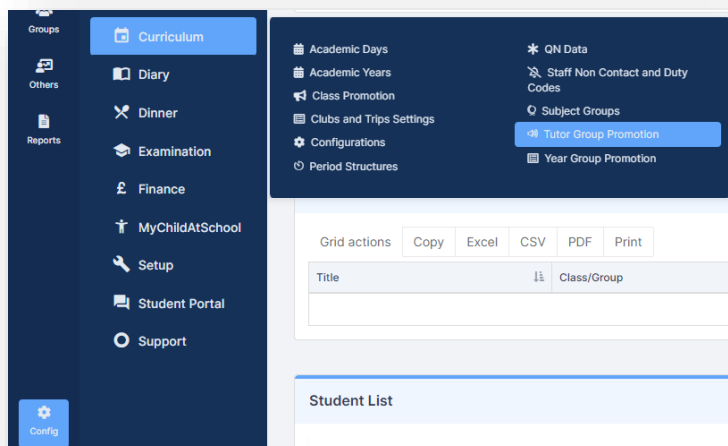 Groups
Others
Reports
Config
Curriculum
Diary
Dinner
Examination
Finance
MyChildAtSchool
Setup
Student Portal
Support
Academic Days
Academic Years
Class Promotion
Clubs and Trips Settings
Configurations
Period Structures
QN Data
Staff Non Contact and Duty
Codes
Subject Groups
Tutor Group Promotion
Year Group Promotion
Grid actions Copy Excel CSV PDF Print
Title Class/Group
Student List